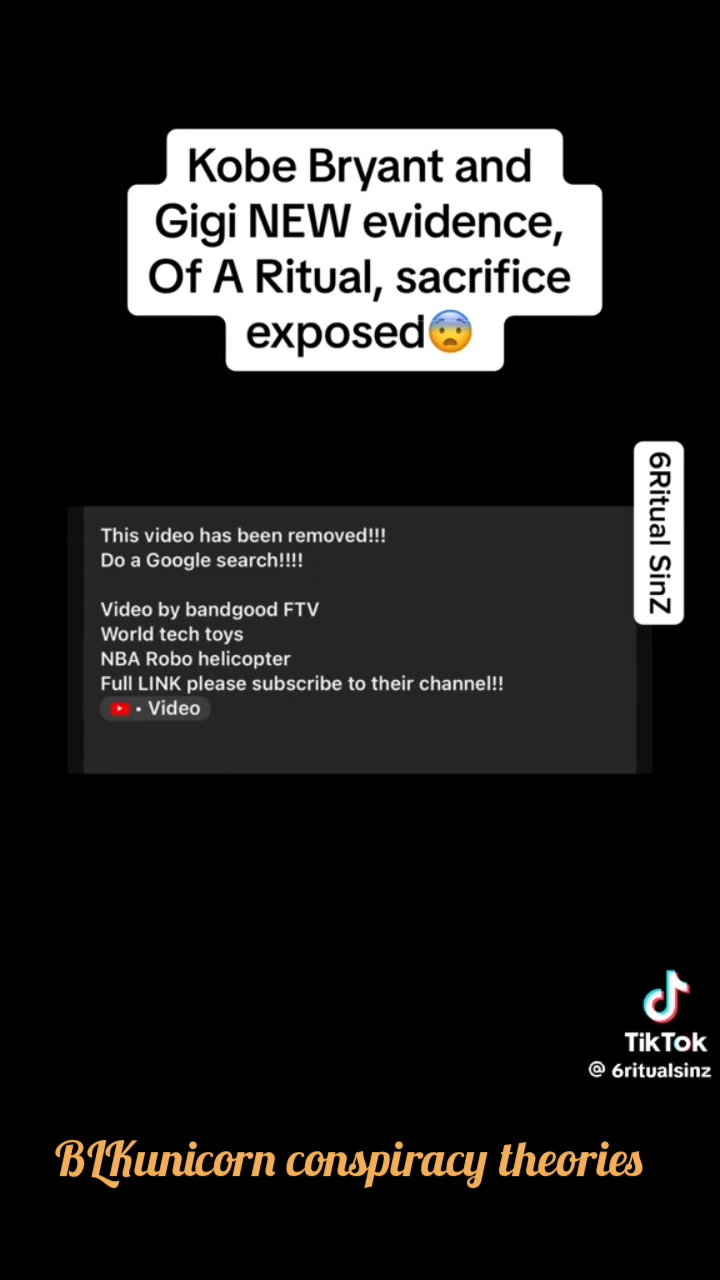 Kobe Bryant and
Gigi NEW evidence,
Of A Ritual, sacrifice
exposed😨
6Ritual SinZ
This video has been removed!!!
Do a Google search!!!!
Video by bandgood FTV
World tech toys
NBA Robo helicopter
Full LINK please subscribe to their channel!!
• Video
TikTok
@ 6ritualsinz
BLKunicorn conspiracy theories